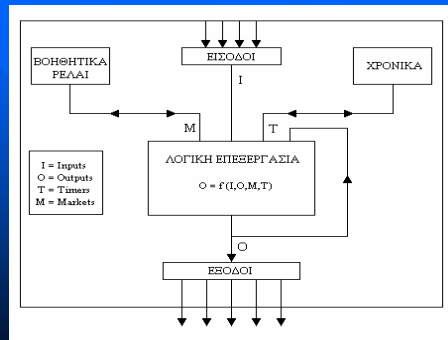 ΕΙΣΟΔΟΙ
ΒΟΗΘΗΤΙΚΑ
ΡΕΛΑΙ
ΧΡΟΝΙΚΑ
I
M
T
ΛΟΓΙΚΗ ΕΠΕΞΕΡΓΑΣΙΑ
O = f (I,O,M,T)
I = Inputs
O = Outputs
T = Timers
M = Markets
O
ΕΞΟΔΟΙ